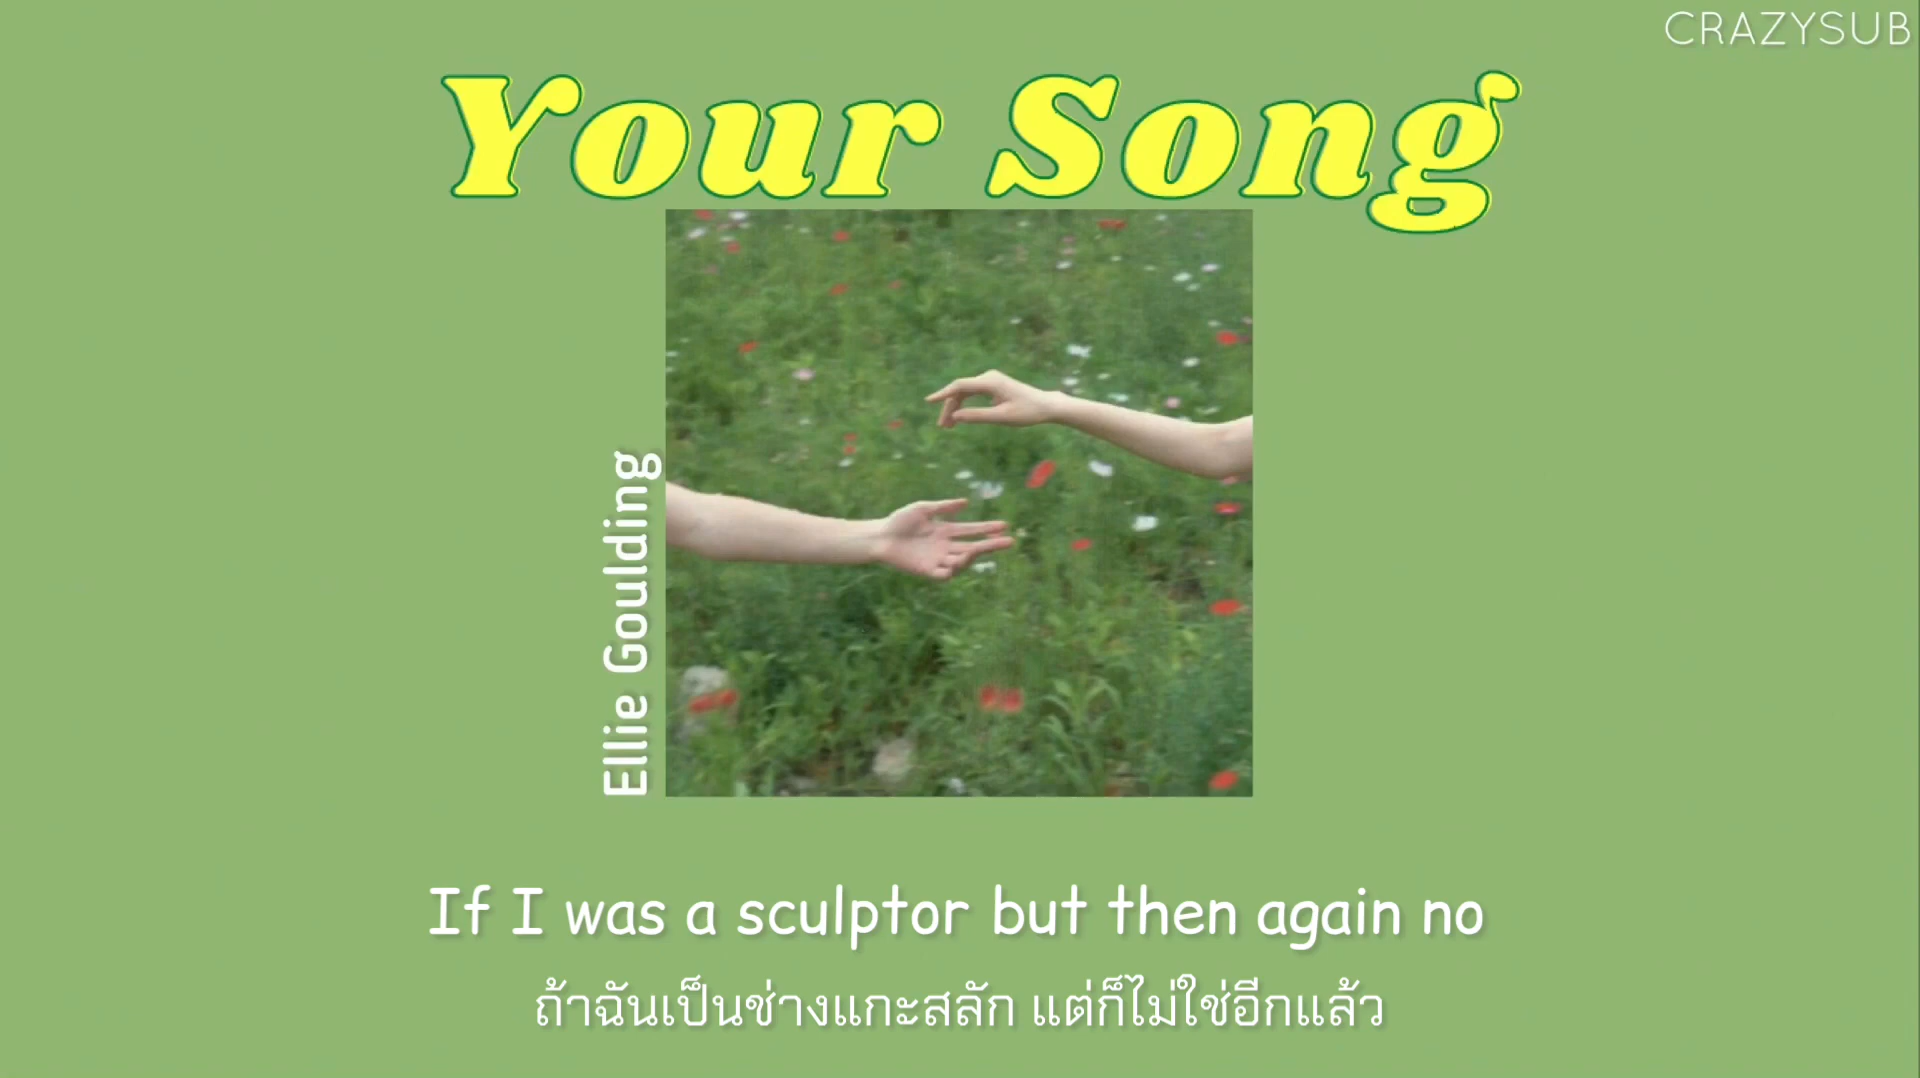 CRAZYSUB
Your Song
Ellie Goulding
If I was a sculptor but then again no
ถ้าฉันเป็นช่างแกะสลัก แต่ก็ไม่ใช่อีกแล้ว